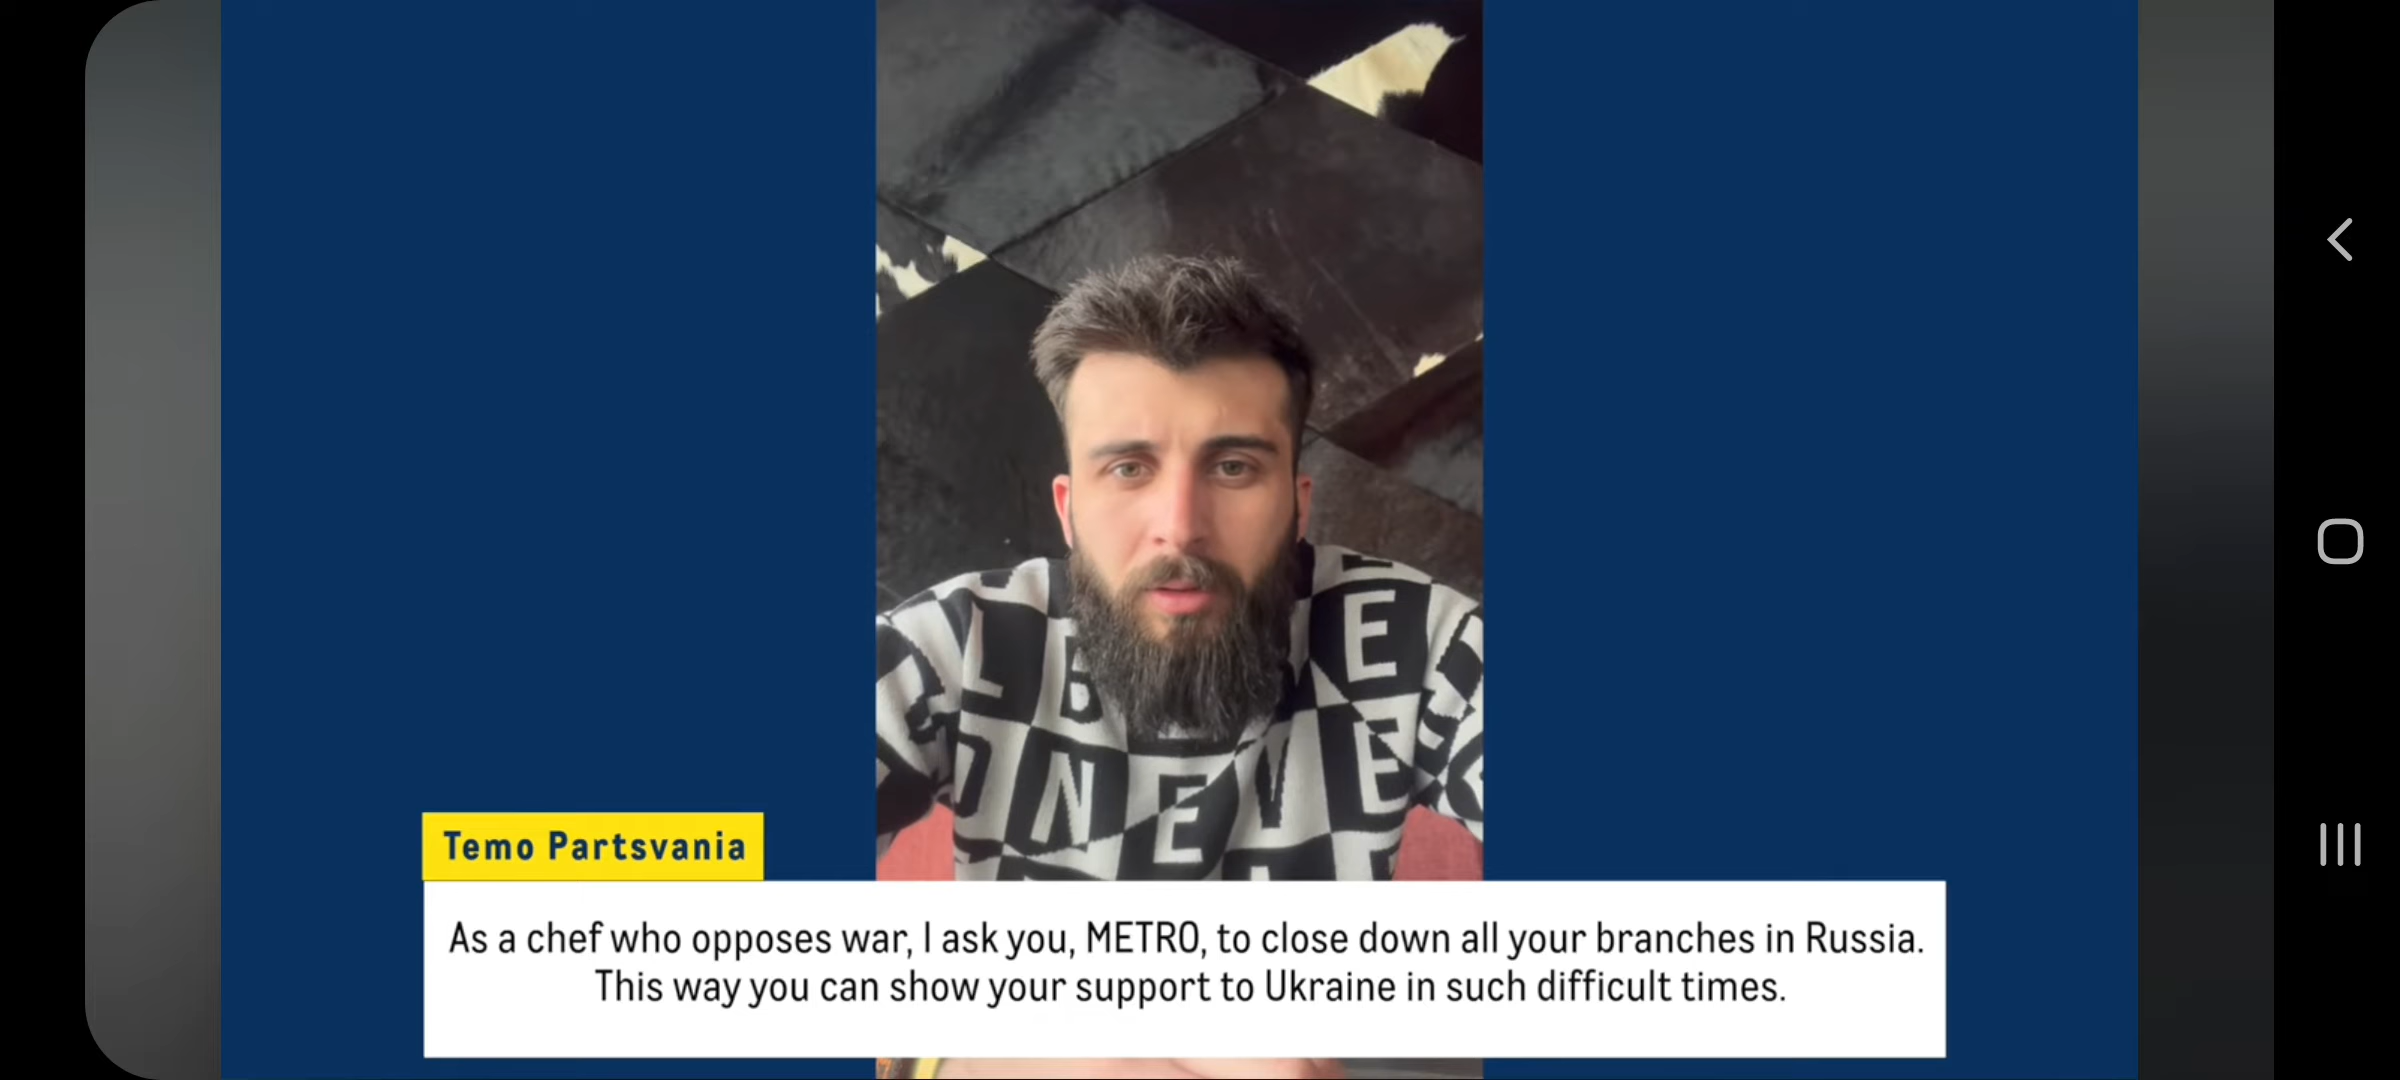 Temo Partsvania
As a chef who opposes war, I ask you, METRO, to close down all your branches in Russia.
This way you can show your support to Ukraine in such difficult times.